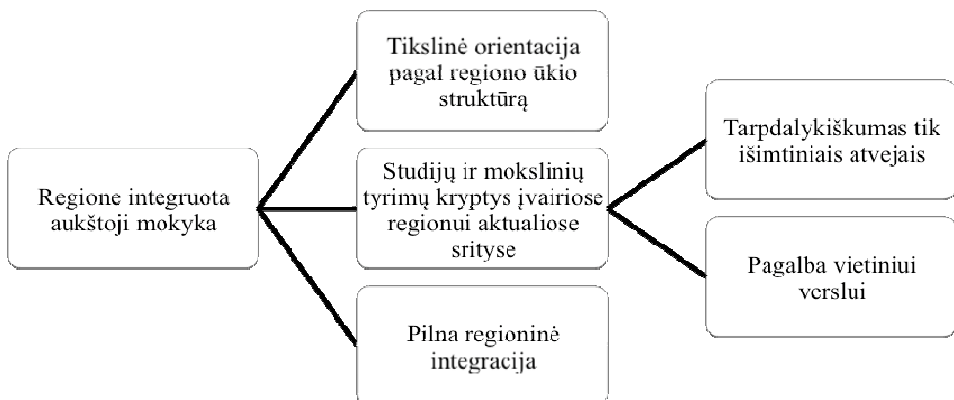 Regione integruota
aukštoji mokyka
Tikslinė orientacija
pagal regiono ūkio
struktūrą
Studijų ir mokslinių
tyrimų kryptys įvairiose
regionui aktualiose
srityse
Pilna regioninė
integracija
Tarpdalykiškumas tik
išimtiniais atvejais
Pagalba vietiniui
verslui